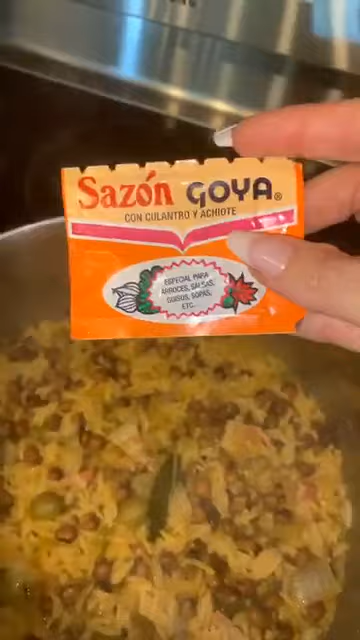 Sazón GOYA®
CON CULANTRO Y ACHIOTE
ESPECIAL PARA
ARROCES, SALSAS,
GUISOS, SOPAS,
ETC.